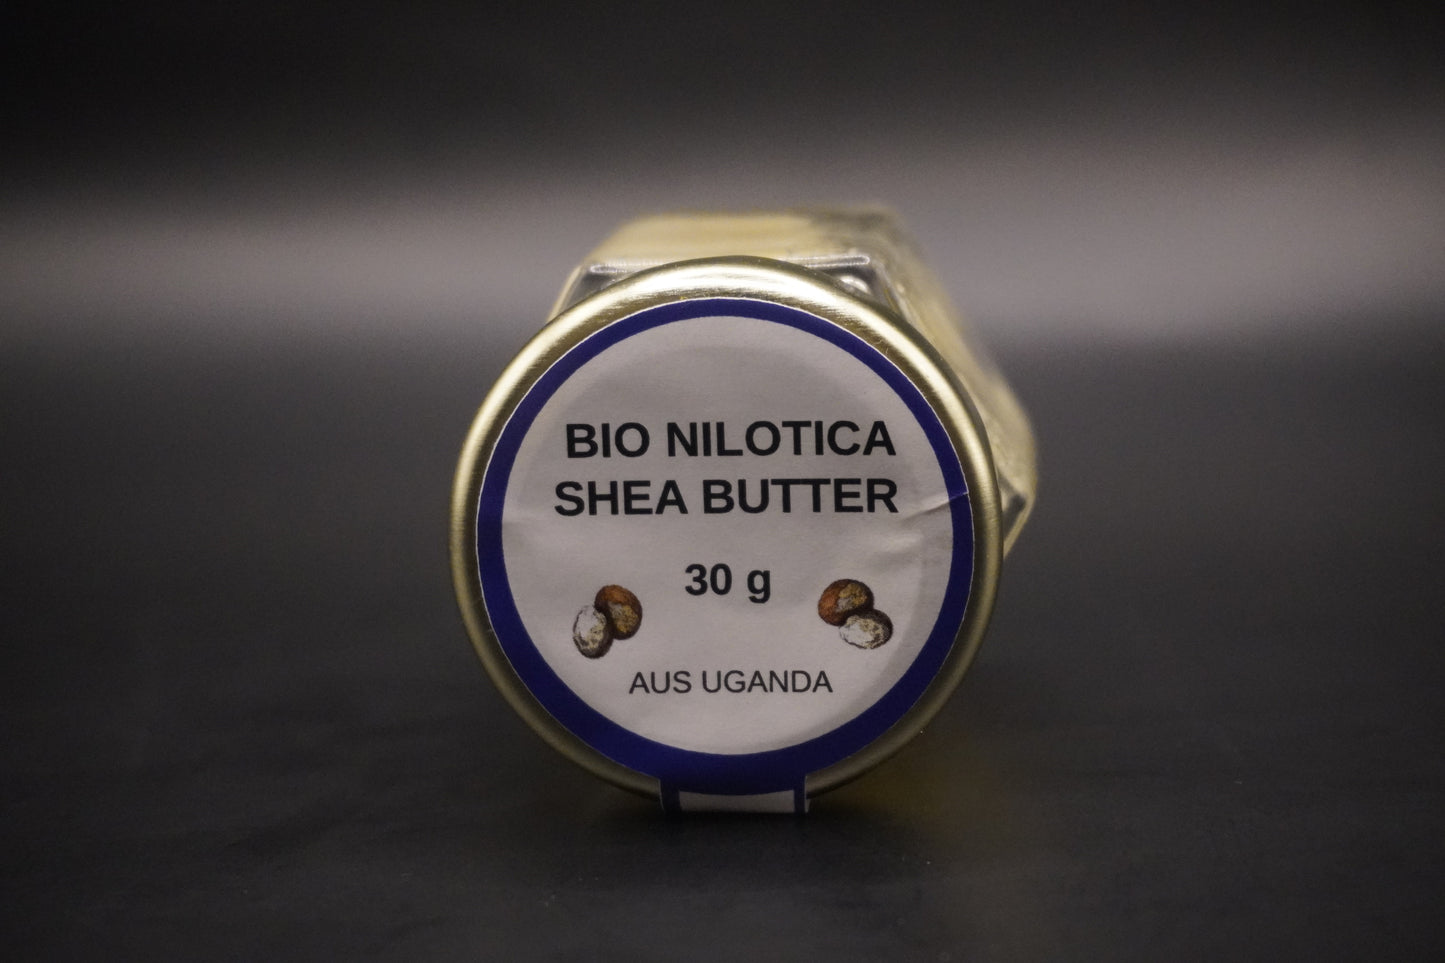 BIO NILOTICA
SHEA BUTTER
30 g
AUS UGANDA